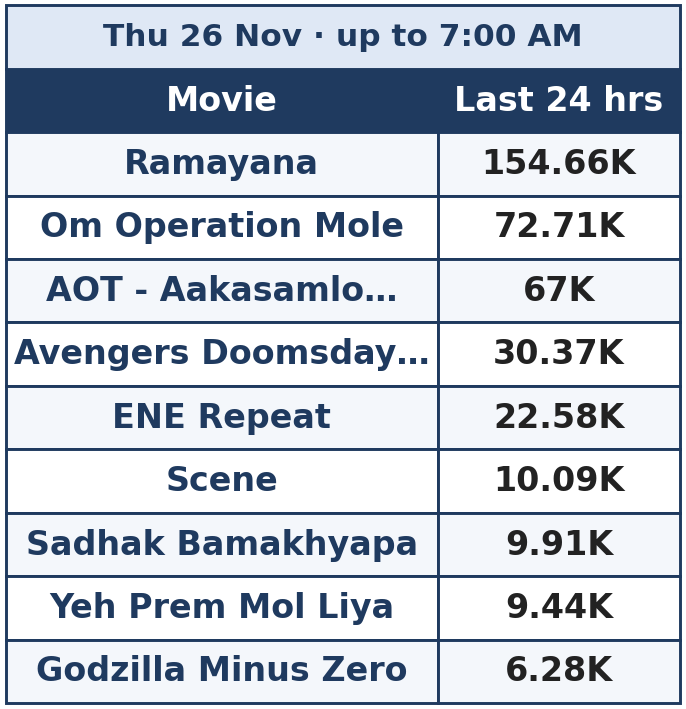 Thu 26 Nov · up to 7:00 AM
Movie Last 24 hrs
Ramayana 154.66K
Om Operation Mole 72.71K
AOT - Aakasamlo... 67K
Avengers Doomsday... 30.37K
ENE Repeat 22.58K
Scene 10.09K
Sadhak Bamakhyapa 9.91K
Yeh Prem Mol Liya 9.44K
Godzilla Minus Zero 6.28K